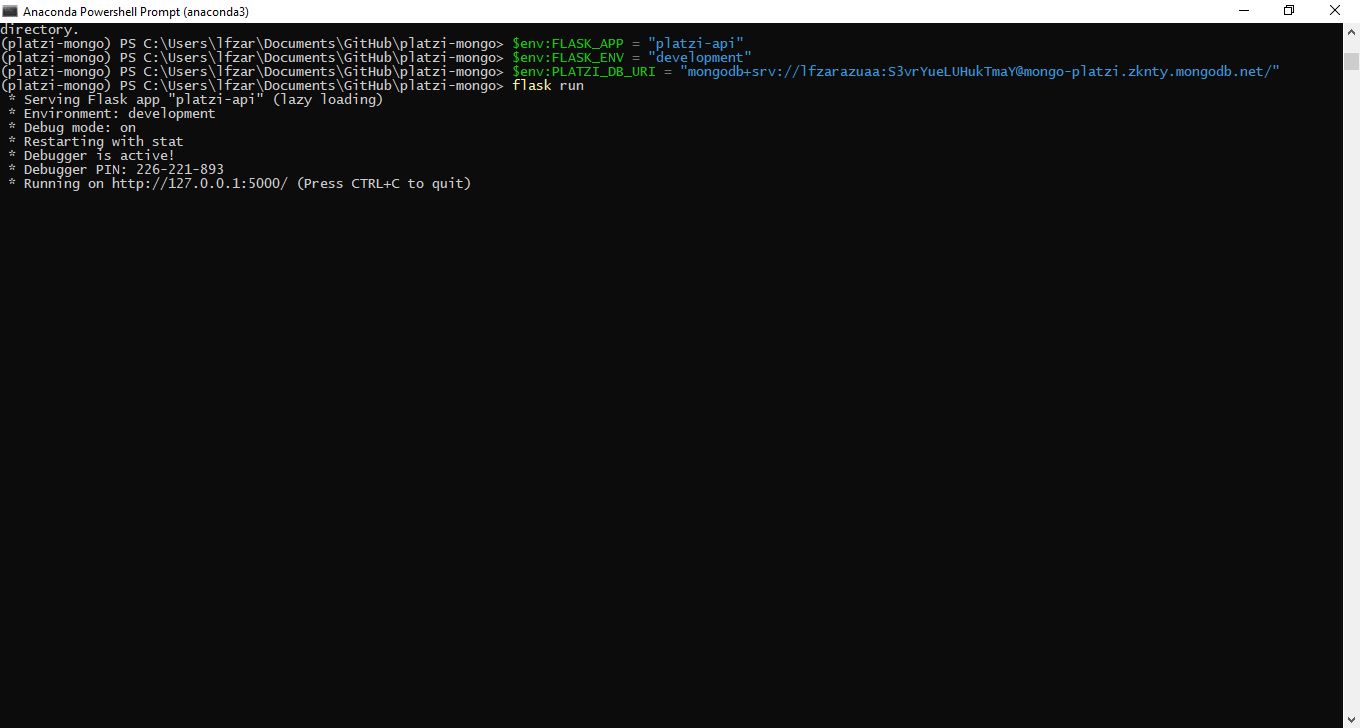 Anaconda Powershell Prompt (anaconda3)
directory.
(platzi-mongo) PS C:\Users\lfzar\Documents\GitHub\platzi-mongo> $env:FLASK_APP = "platzi-api"
(platzi-mongo) PS C:\Users\lfzar\Documents\GitHub\platzi-mongo> $env:FLASK_ENV = "development"
(platzi-mongo) PS C:\Users\lfzar\Documents\GitHub\platzi-mongo> $env:PLATZI_DB_URI = "mongodb+srv://lfzarazuaa:S3vrYueLUHukTmaY@mongo-platzi.zknty.mongodb.net/"
(platzi-mongo) PS C:\Users\lfzar\Documents\GitHub\platzi-mongo> flask run
 * Serving Flask app "platzi-api" (lazy loading)
 * Environment: development
 * Debug mode: on
 * Restarting with stat
 * Debugger is active!
 * Debugger PIN: 226-221-893
 * Running on http://127.0.0.1:5000/ (Press CTRL+C to quit)